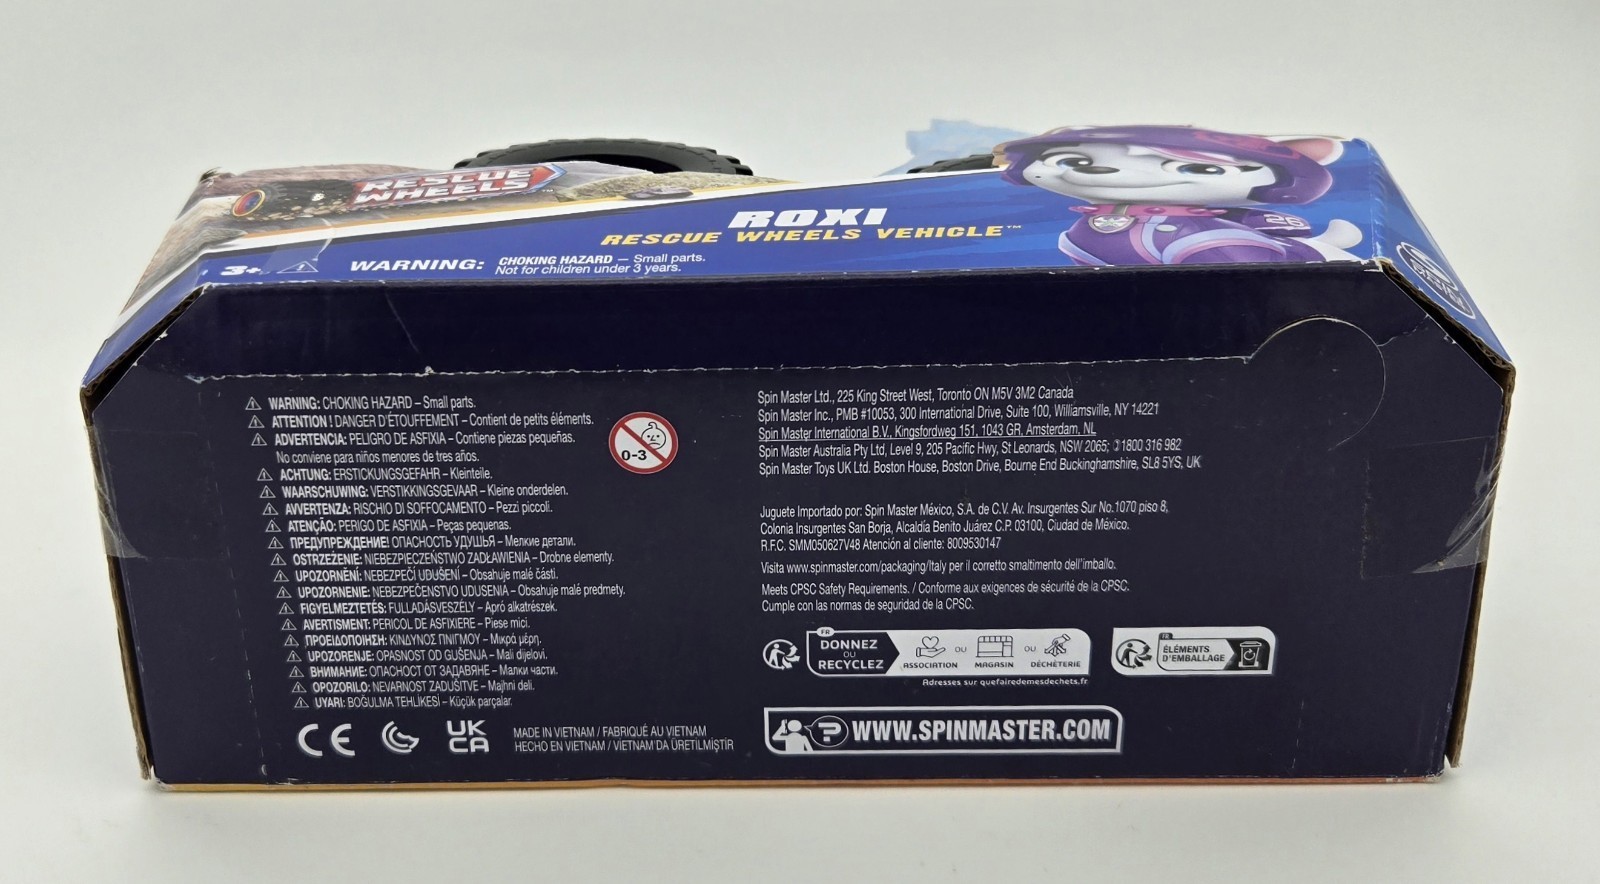 RESCUE
WHEELS™
ROXI
RESCUE WHEELS VEHICLE™
26
3+
WARNING: CHOKING HAZARD — Small parts.
Not for children under 3 years.
WARNING: CHOKING HAZARD – Small parts.
ATTENTION ! DANGER D'ÉTOUFFEMENT – Contient de petits éléments.
ADVERTENCIA: PELIGRO DE ASFIXIA – Contiene piezas pequeñas.
No conviene para niños menores de tres años.
ACHTUNG: ERSTICKUNGSGEFAHR – Kleinteile.
WAARSCHUWING: VERSTIKKINGSGEVAAR – Kleine onderdelen.
AVVERTENZA: RISCHIO DI SOFFOCAMENTO – Pezzi piccoli.
ATENÇÃO: PERIGO DE ASFIXIA – Peças pequenas.
ПРЕДУПРЕЖДЕНИЕ! ОПАСНОСТЬ УДУШЬЯ – Мелкие детали.
OSTRZEŻENIE: NIEBEZPIECZEŃSTWO ZADŁAWIENIA – Drobne elementy.
UPOZORNĚNÍ: NEBEZPEČÍ UDUŠENÍ – Obsahuje malé části.
UPOZORNENIE: NEBEZPEČENSTVO UDUSENIA – Obsahuje malé predmety.
FIGYELMEZTETÉS: FULLADÁSVESZÉLY – Apró alkatrészek.
AVERTISMENT: PERICOL DE ASFIXIERE – Piese mici.
ΠΡΟΕΙΔΟΠΟΙΗΣΗ: ΚΙΝΔΥΝΟΣ ΠΝΙΓΜΟΥ – Μικρά μέρη.
UPOZORENJE: OPASNOST OD GUŠENJA – Mali dijelovi.
ВНИМАНИЕ: ОПАСНОСТ ОТ ЗАДАВЯНЕ – Малки части.
OPOZORILO: NEVARNOST ZADUŠITVE – Majhni deli.
UYARI: BOĞULMA TEHLİKESİ – Küçük parçalar.
0-3
CE
UK
CA
MADE IN VIETNAM / FABRIQUÉ AU VIETNAM
HECHO EN VIETNAM / VIETNAM'DA ÜRETİLMİŞTİR
Spin Master Ltd., 225 King Street West, Toronto ON M5V 3M2 Canada
Spin Master Inc., PMB #10053, 300 International Drive, Suite 100, Williamsville, NY 14221
Spin Master International B.V., Kingsfordweg 151, 1043 GR, Amsterdam, NL
Spin Master Australia Pty Ltd, Level 9, 205 Pacific Hwy, St Leonards, NSW 2065; ✆1800 316 982
Spin Master Toys UK Ltd. Boston House, Boston Drive, Bourne End Buckinghamshire, SL8 5YS, UK
Juguete Importado por: Spin Master México, S.A. de C.V. Av. Insurgentes Sur No.1070 piso 8,
Colonia Insurgentes San Borja, Alcaldía Benito Juárez C.P. 03100, Ciudad de México.
R.F.C. SMM050627V48 Atención al cliente: 8009530147
Visita www.spinmaster.com/packaging/Italy per il corretto smaltimento dell'imballo.
Meets CPSC Safety Requirements. / Conforme aux exigences de sécurité de la CPSC.
Cumple con las normas de seguridad de la CPSC.
FR
DONNEZ
OU
RECYCLEZ
ASSOCIATION OU MAGASIN OU DÉCHÈTERIE
Adresses sur quefairedemesdechets.fr
FR
ÉLÉMENTS
D'EMBALLAGE
WWW.SPINMASTER.COM